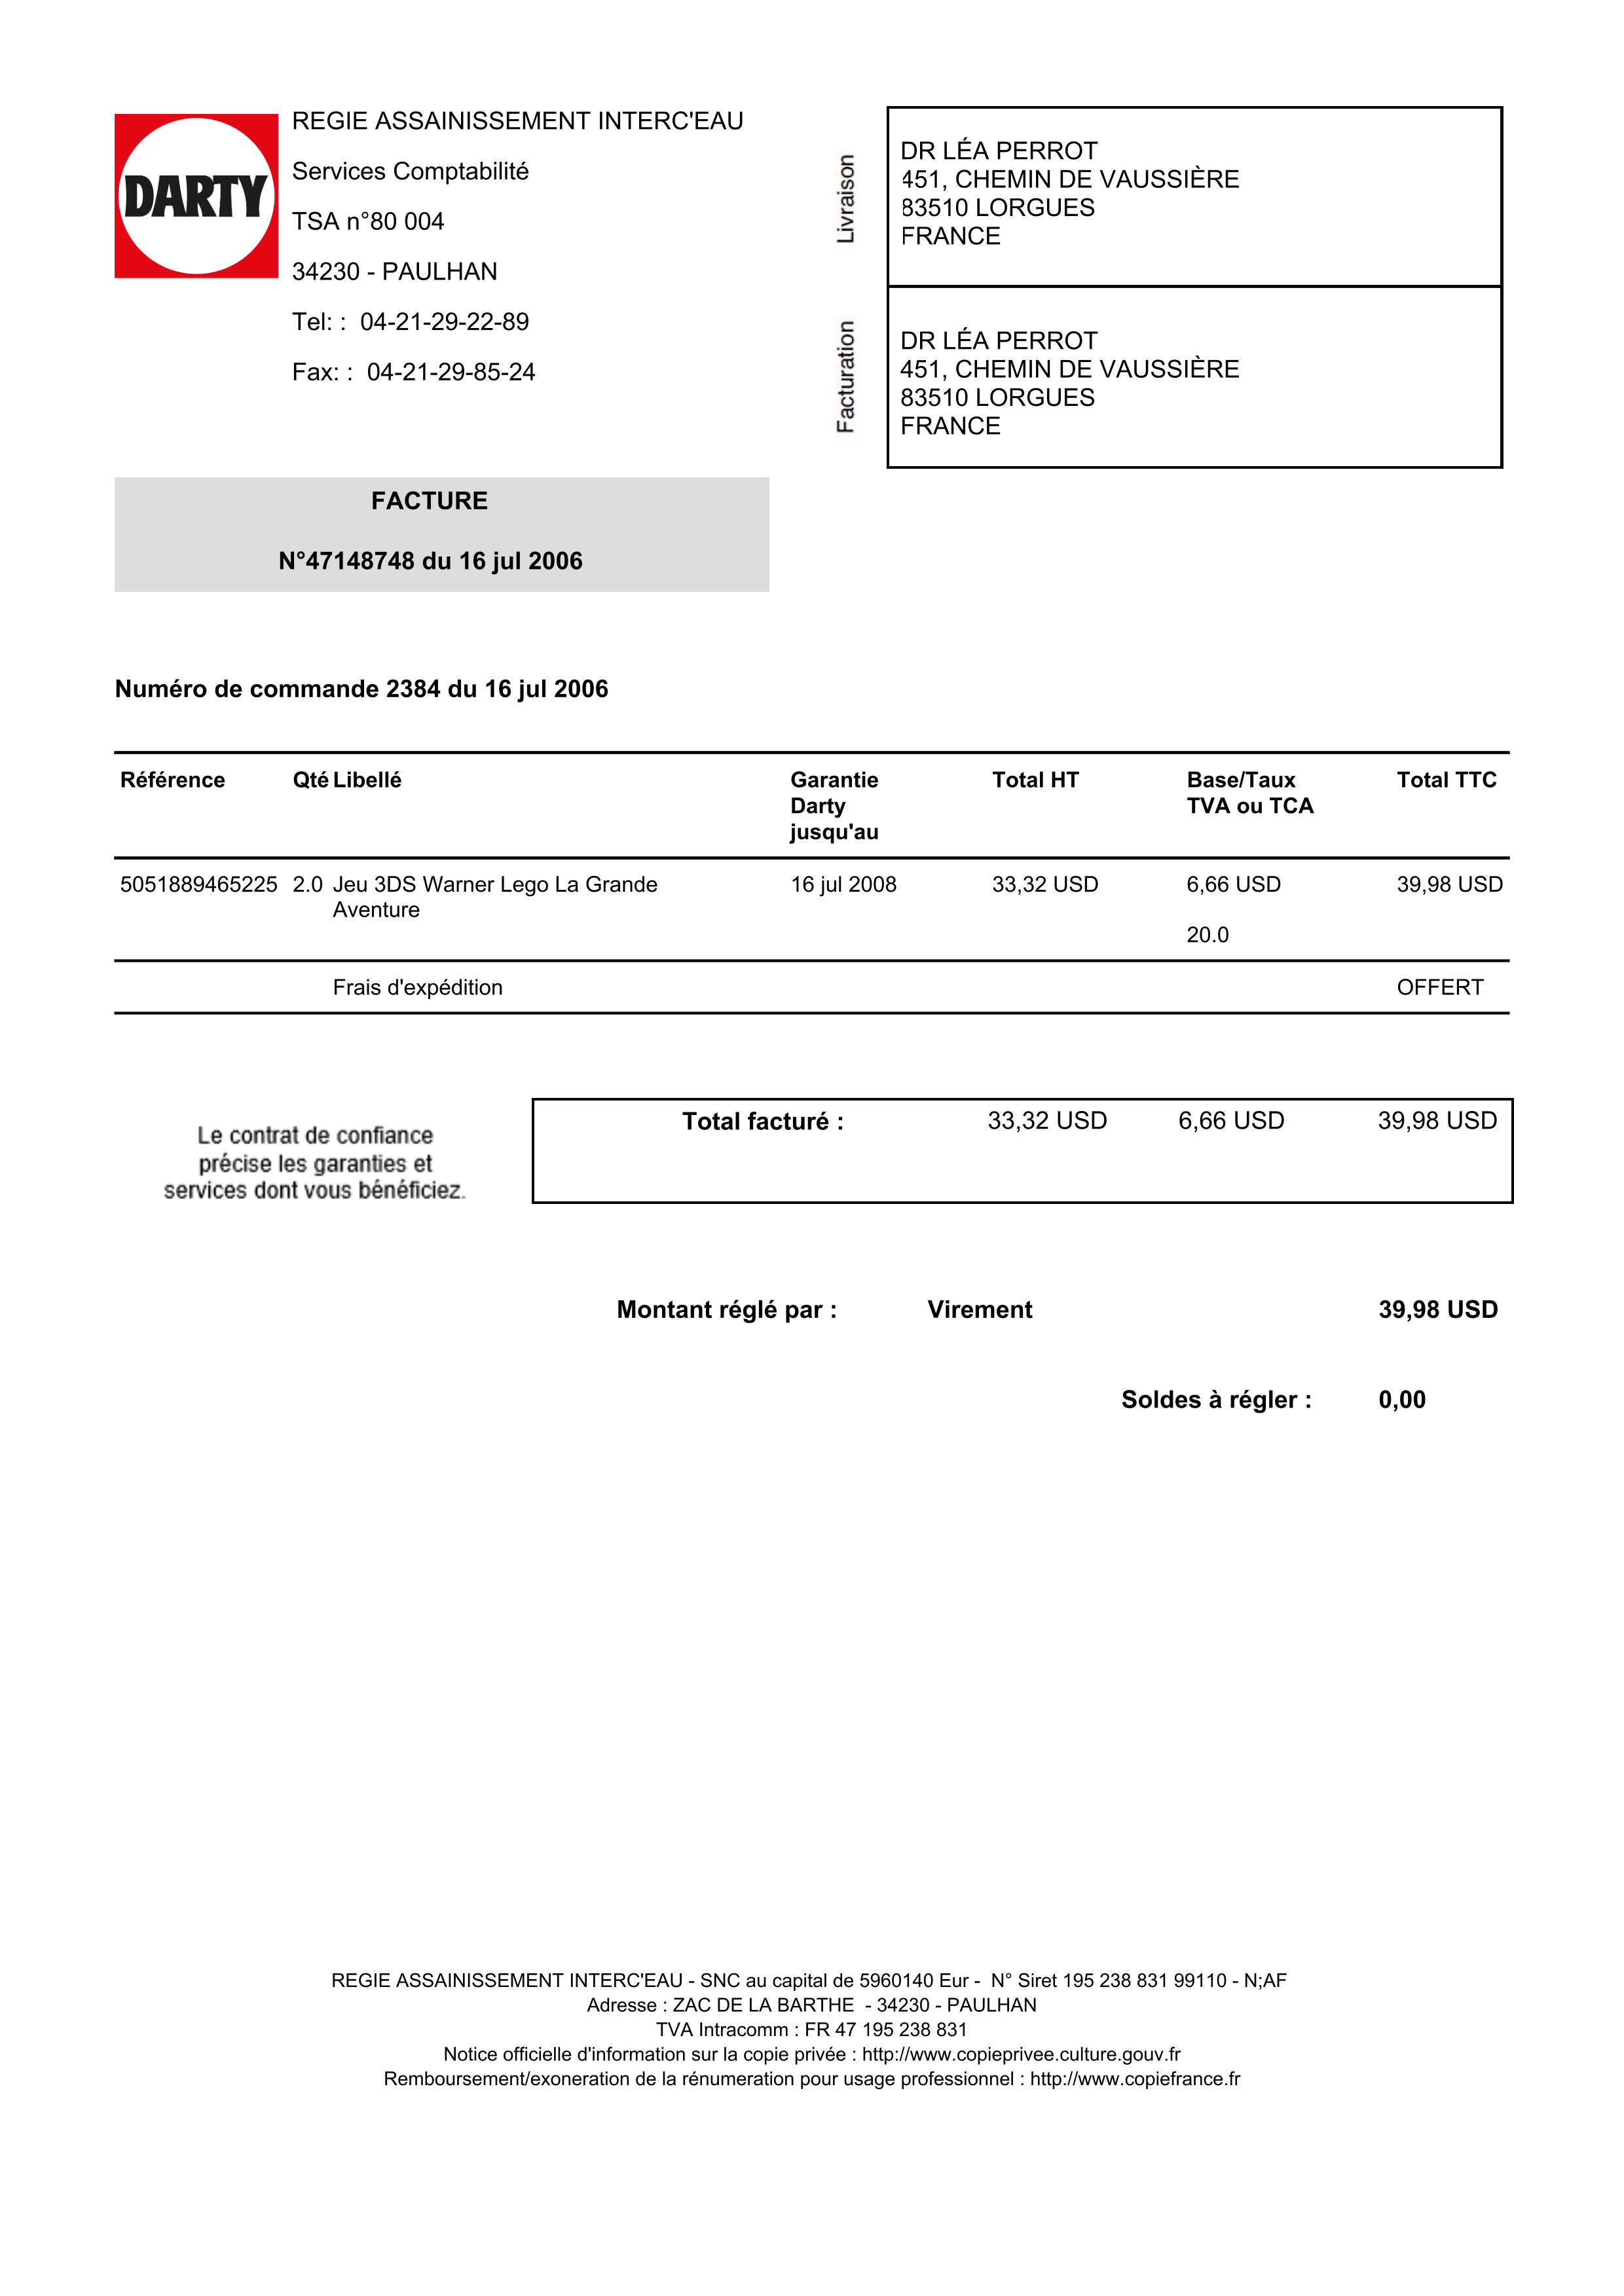 DARTY
REGIE ASSAINISSEMENT INTERC'EAU
Services Comptabilité
TSA n°80 004
34230 - PAULHAN
Tel: : 04-21-29-22-89
Fax: : 04-21-29-85-24
Livraison
DR LÉA PERROT
451, CHEMIN DE VAUSSIÈRE
83510 LORGUES
FRANCE
Facturation
DR LÉA PERROT
451, CHEMIN DE VAUSSIÈRE
83510 LORGUES
FRANCE
FACTURE
N°47148748 du 16 jul 2006
Numéro de commande 2384 du 16 jul 2006
Référence Qté Libellé Garantie Total HT Base/Taux Total TTC
Darty TVA ou TCA
jusqu'au
5051889465225 2.0 Jeu 3DS Warner Lego La Grande 16 jul 2008 33,32 USD 6,66 USD 39,98 USD
Aventure
20.0
Frais d'expédition OFFERT
Le contrat de confiance
précise les garanties et
services dont vous bénéficiez.
Total facturé : 33,32 USD 6,66 USD 39,98 USD
Montant réglé par : Virement 39,98 USD
Soldes à régler : 0,00
REGIE ASSAINISSEMENT INTERC'EAU - SNC au capital de 5960140 Eur - N° Siret 195 238 831 99110 - N;AF
Adresse : ZAC DE LA BARTHE - 34230 - PAULHAN
TVA Intracomm : FR 47 195 238 831
Notice officielle d'information sur la copie privée : http://www.copieprivee.culture.gouv.fr
Remboursement/exoneration de la rénumeration pour usage professionnel : http://www.copiefrance.fr